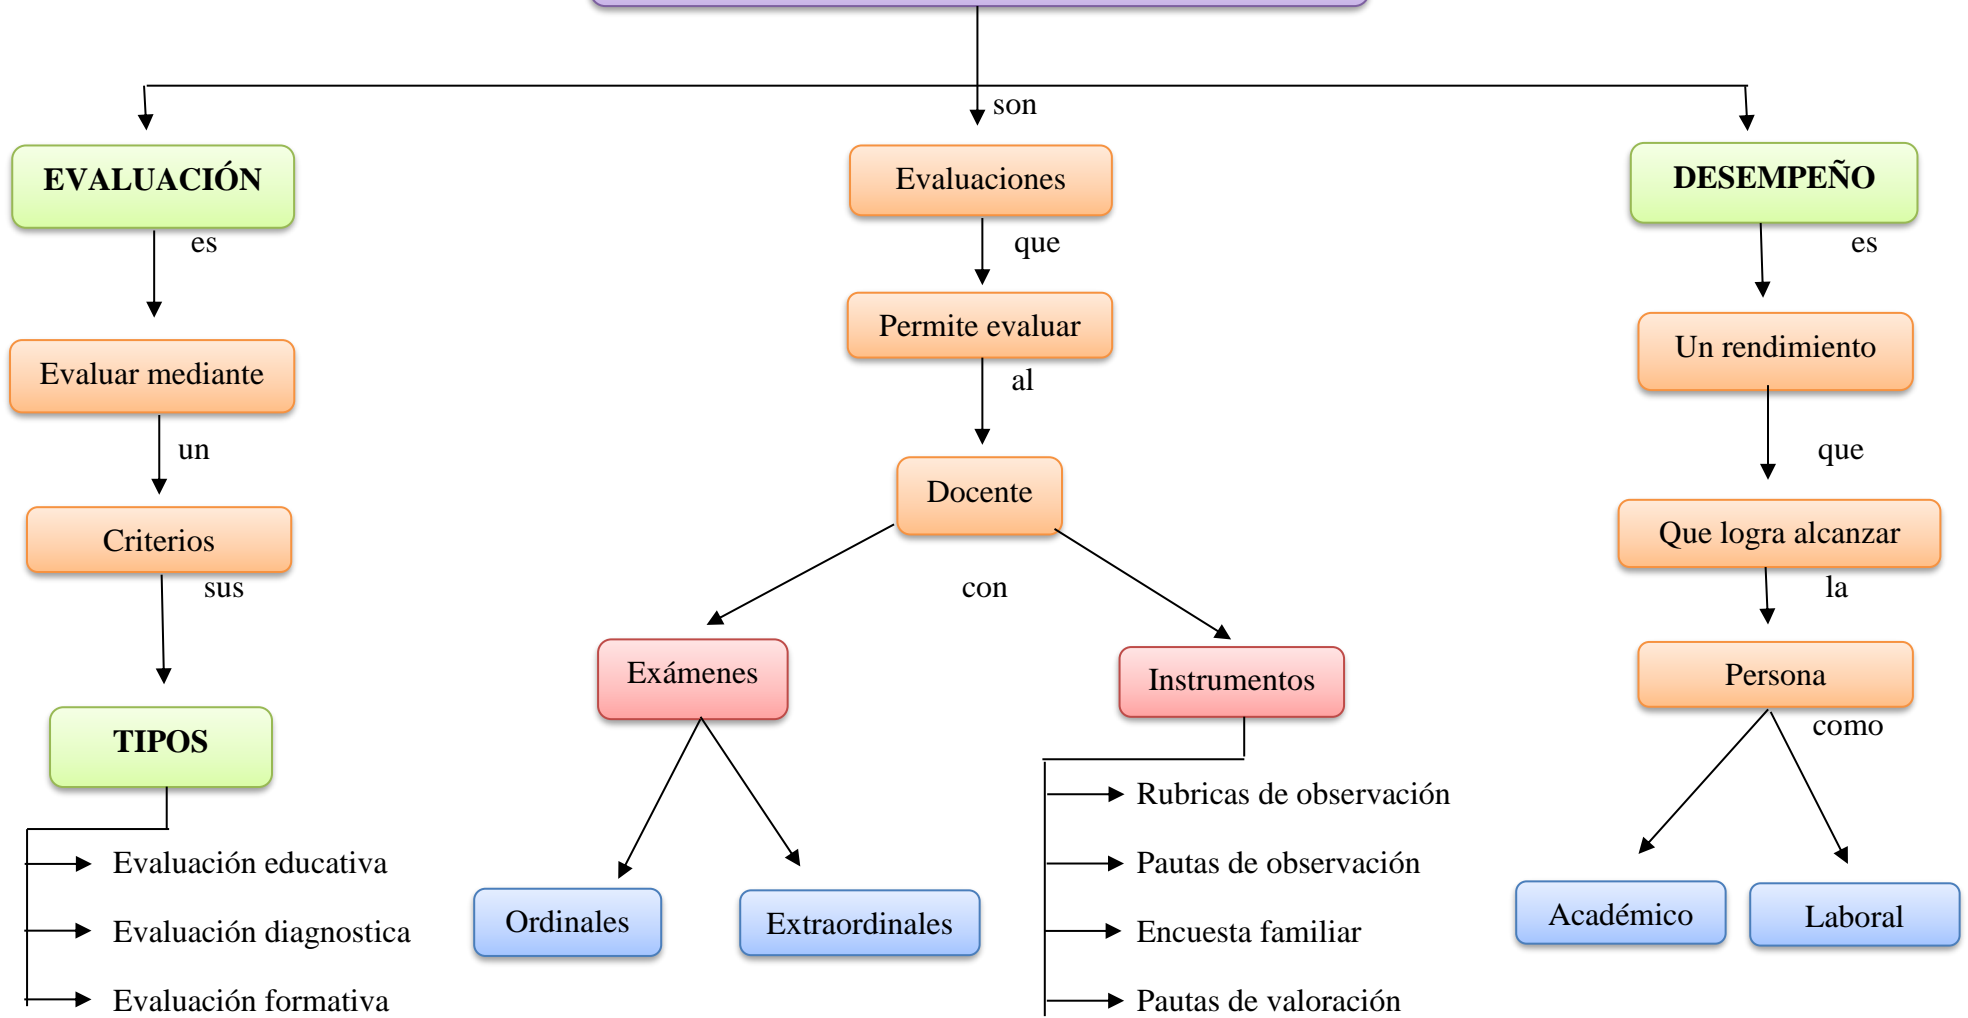 son
EVALUACIÓN
Evaluaciones
DESEMPEÑO
es
que
es
Permite evaluar
Un rendimiento
Evaluar mediante
al
un
que
Docente
Criterios
Que logra alcanzar
sus
con
la
Exámenes
Instrumentos
Persona
TIPOS
como
Rubricas de observación
Evaluación educativa
Pautas de observación
Ordinales
Extraordinales
Académico
Laboral
Evaluación diagnostica
Encuesta familiar
Evaluación formativa
Pautas de valoración